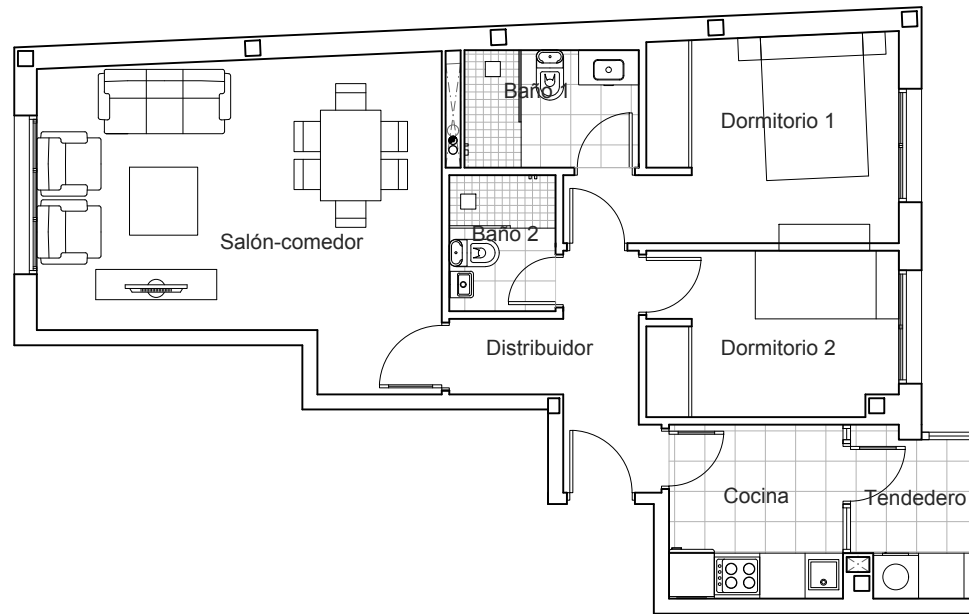 Baño 1
Dormitorio 1
Salón-comedor
Baño 2
Distribuidor
Dormitorio 2
Cocina
Tendedero